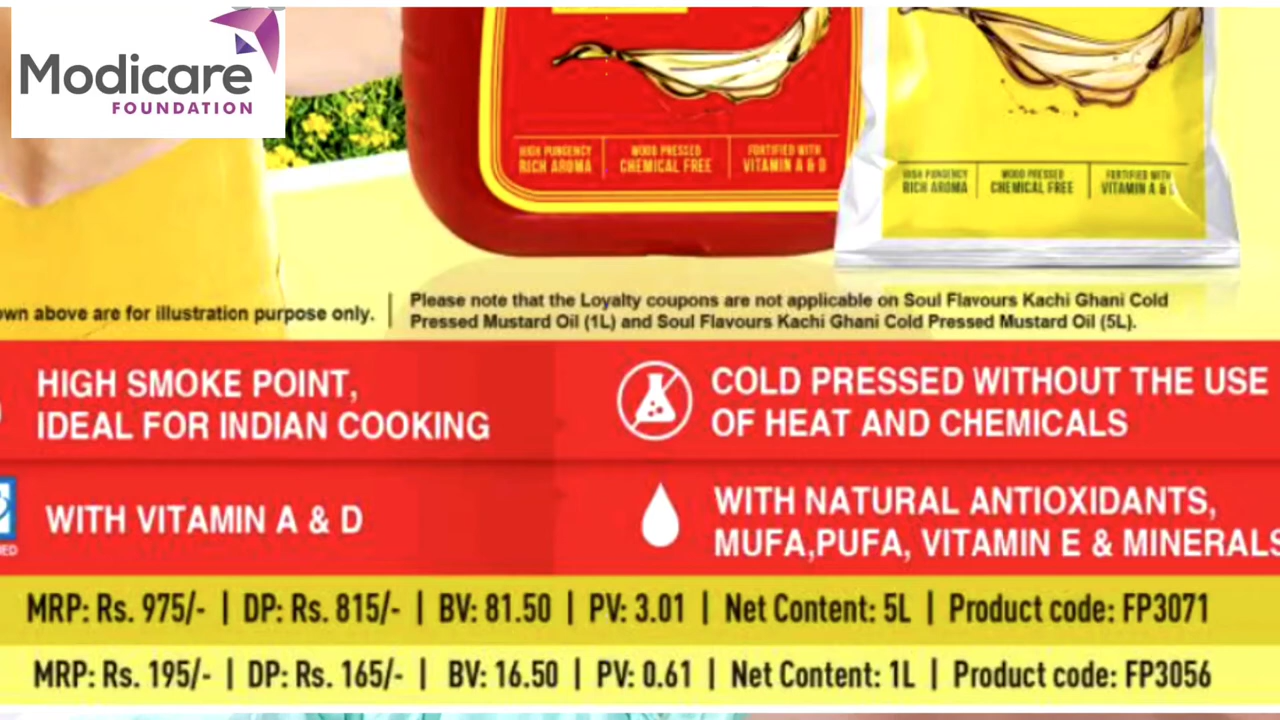 Modicare
FOUNDATION
HIGH PUNGENCY
RICH AROMA
WOOD PRESSED
CHEMICAL FREE
FORTIFIED WITH
VITAMIN A & D
HIGH PUNGENCY
RICH AROMA
WOOD PRESSED
CHEMICAL FREE
FORTIFIED WITH
VITAMIN A &
own above are for illustration purpose only.
Please note that the Loyalty coupons are not applicable on Soul Flavours Kachi Ghani Cold
Pressed Mustard Oil (1L) and Soul Flavours Kachi Ghani Cold Pressed Mustard Oil (5L).
HIGH SMOKE POINT,
IDEAL FOR INDIAN COOKING
COLD PRESSED WITHOUT THE USE
OF HEAT AND CHEMICALS
WITH VITAMIN A & D
WITH NATURAL ANTIOXIDANTS,
MUFA,PUFA, VITAMIN E & MINERALS
MRP: Rs. 975/- | DP: Rs. 815/- | BV: 81.50 | PV: 3.01 | Net Content: 5L | Product code: FP3071
MRP: Rs. 195/- | DP: Rs. 165/- | BV: 16.50 | PV: 0.61 | Net Content: 1L | Product code: FP3056